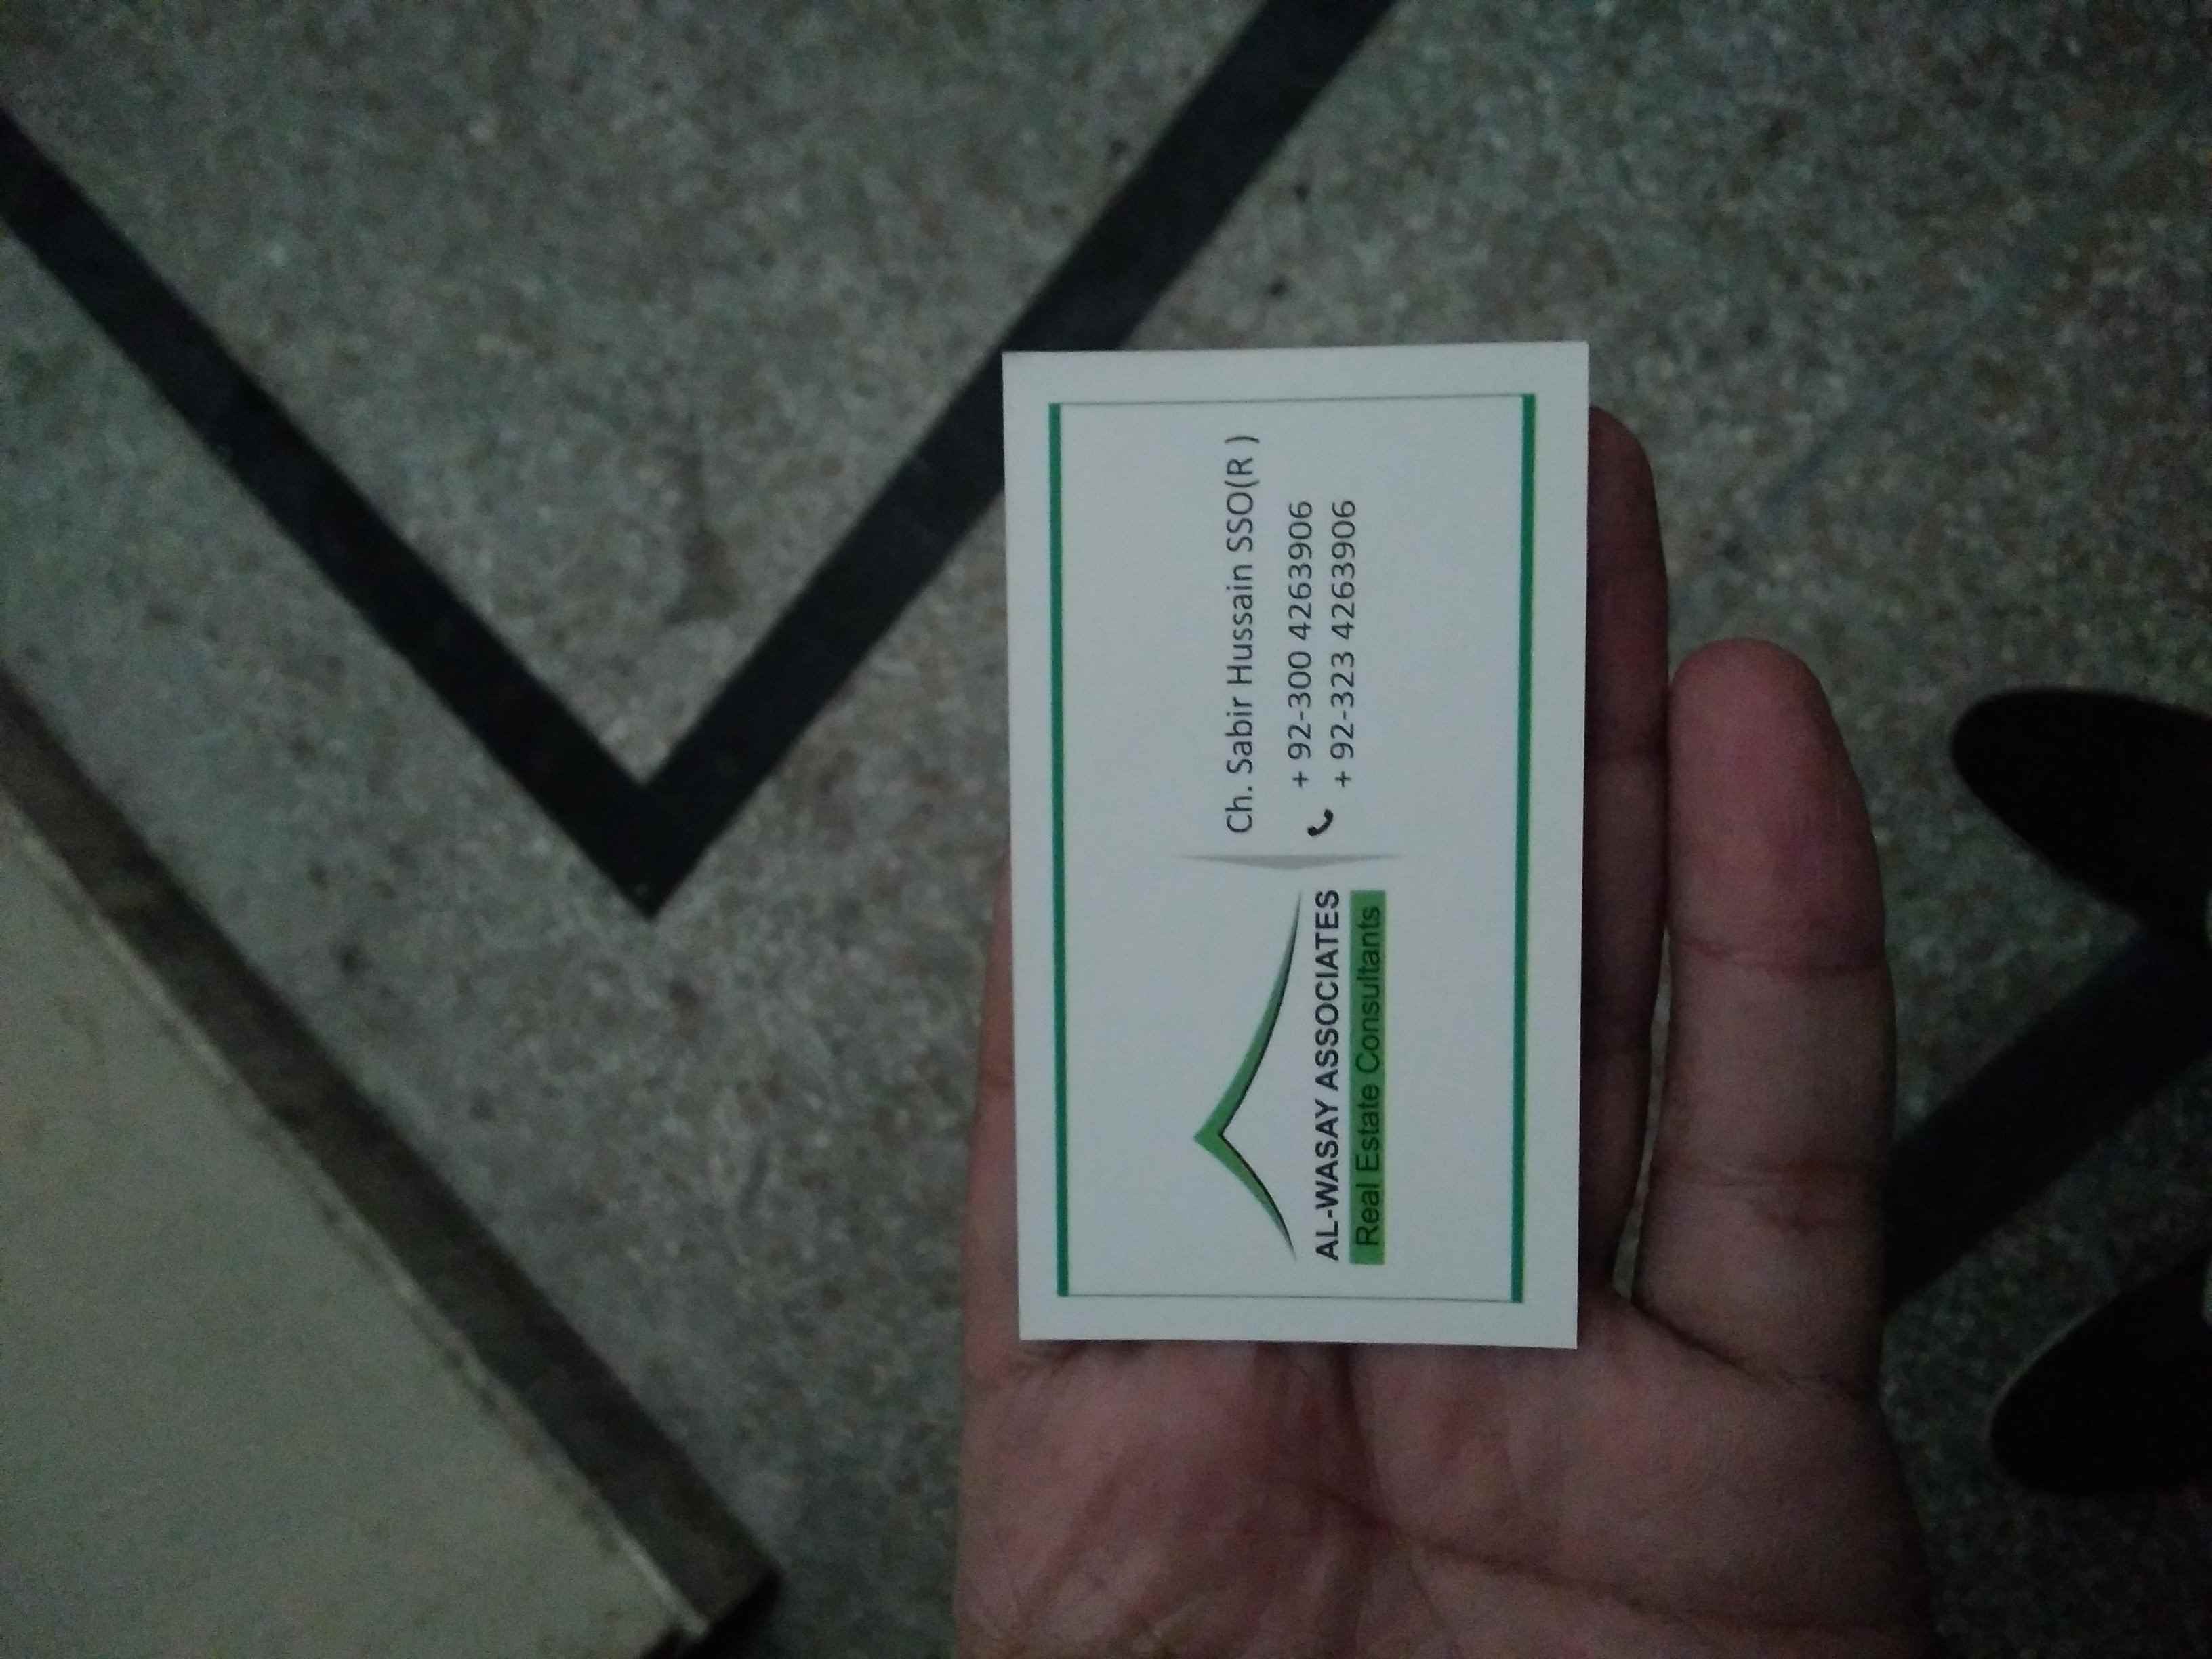 AL-WASAY ASSOCIATES
Real Estate Consultants
Ch. Sabir Hussain SSO(R )
+ 92-300 4263906
+ 92-323 4263906